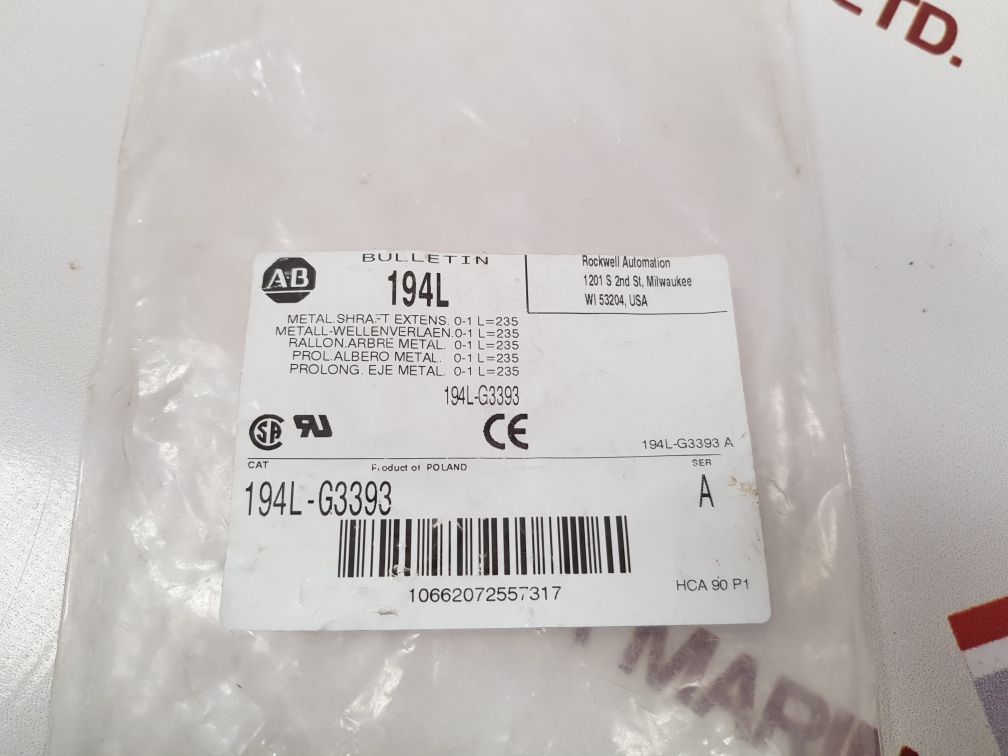 LTD.
BULLETIN
AB
194L
Rockwell Automation
1201 S 2nd St, Milwaukee
WI 53204, USA
METAL.SHRAFT EXTENS. 0-1 L=235
METALL-WELLENVERLAEN.0-1 L=235
RALLON.ARBRE METAL. 0-1 L=235
PROL.ALBERO METAL. 0-1 L=235
PROLONG. EJE METAL. 0-1 L=235
194L-G3393
SA UR CE
194L-G3393 A
CAT Product of POLAND SER
194L-G3393 A
10662072557317
HCA 90 P1